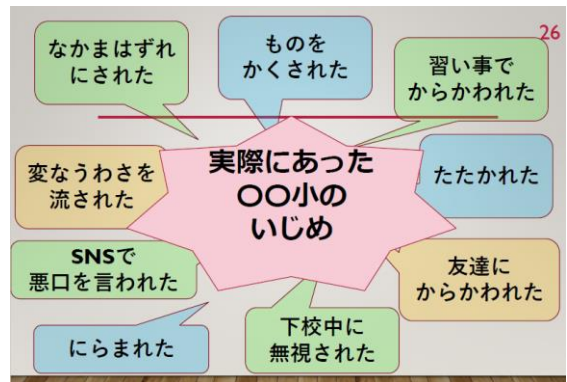 26
なかまはずれ
にされた
ものを
かくされた
習い事で
からかわれた
実際にあった
〇〇小の
いじめ
変なうわさを
流された
たたかれた
SNSで
悪口を言われた
友達に
からかわれた
にらまれた
下校中に
無視された